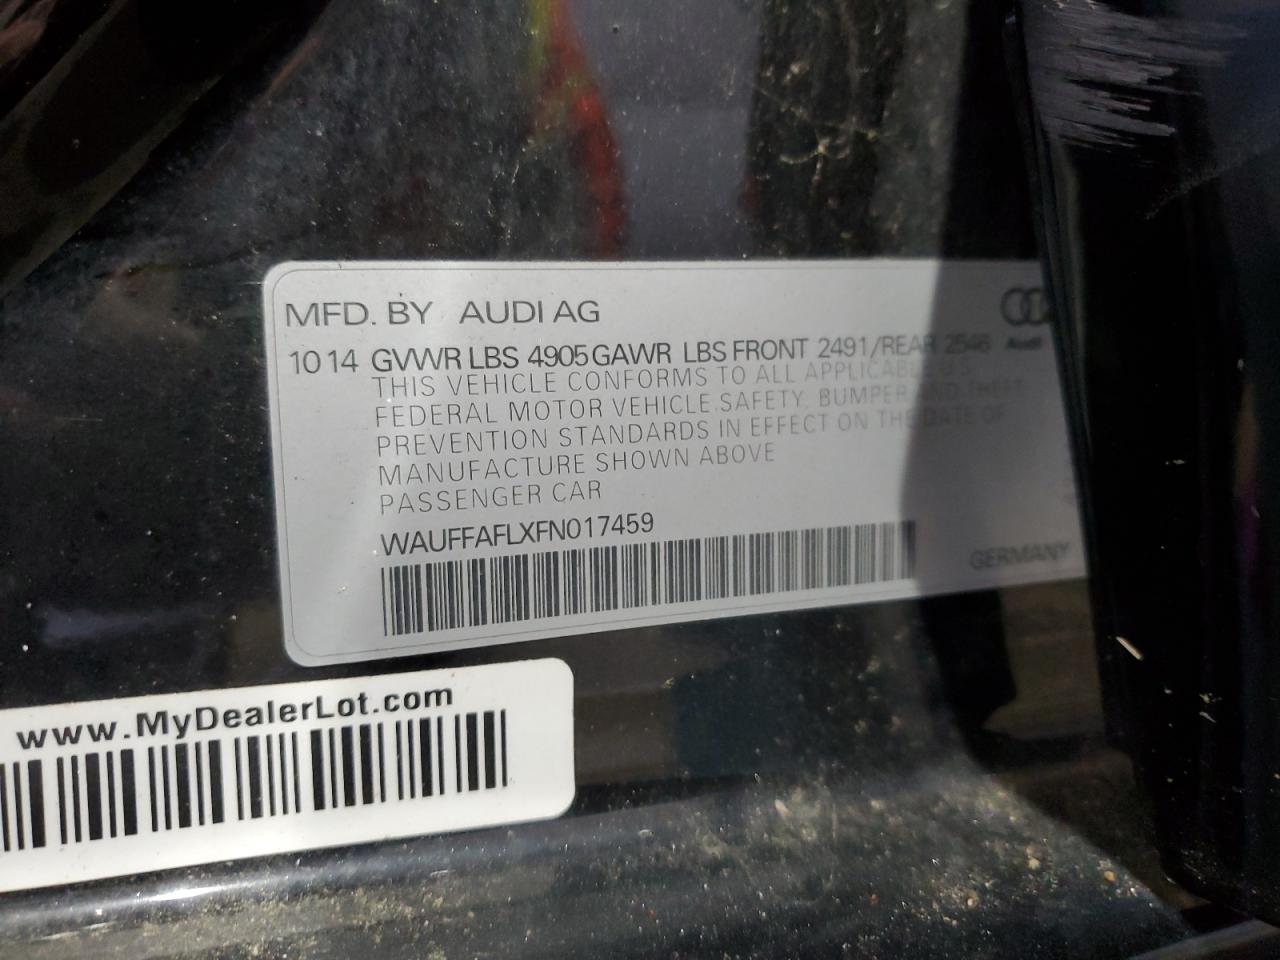 MFD. BY AUDI AG
10 14 GVWR LBS 4905 GAWR LBS FRONT 2491/REAR 2546
Audi
THIS VEHICLE CONFORMS TO ALL APPLICABLE U.S.
FEDERAL MOTOR VEHICLE SAFETY, BUMPER AND THEFT
PREVENTION STANDARDS IN EFFECT ON THE DATE OF
MANUFACTURE SHOWN ABOVE
PASSENGER CAR
WAUFFAFLXFN017459
GERMANY
www.MyDealerLot.com